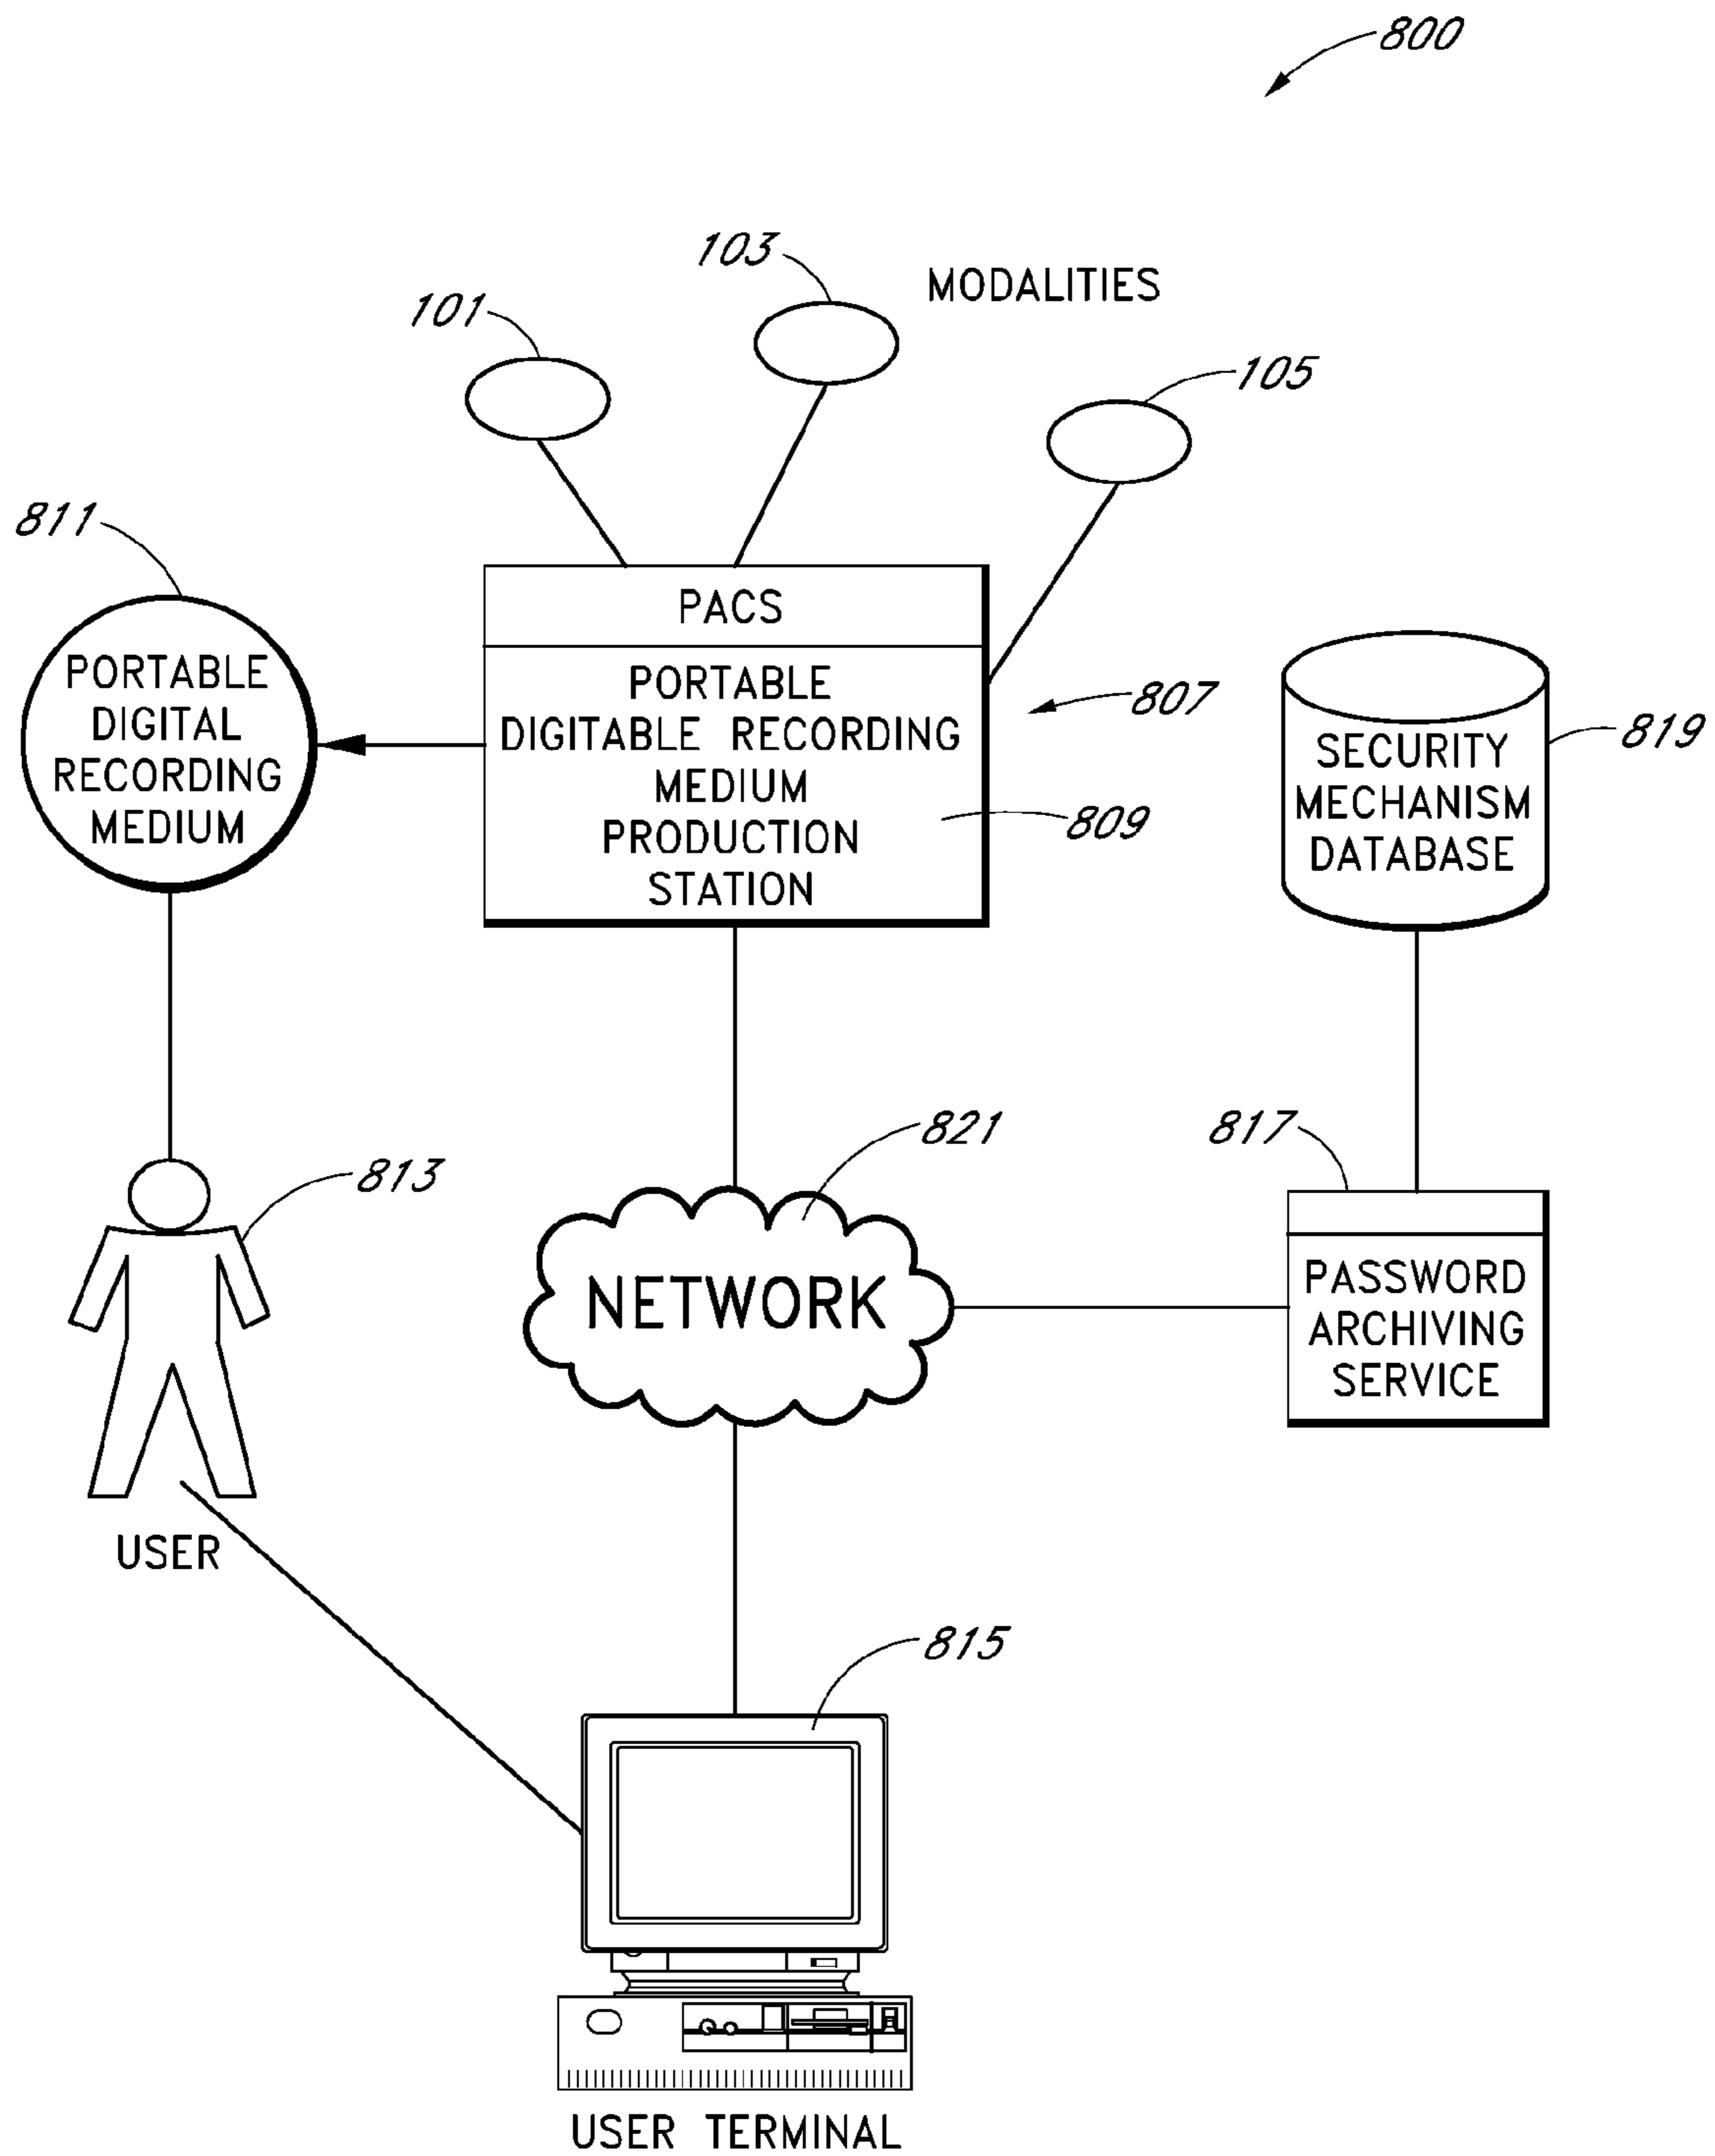 800
103
MODALITIES
101
105
811
PACS
PORTABLE
DIGITAL
RECORDING
MEDIUM
PORTABLE
DIGITABLE RECORDING
MEDIUM
PRODUCTION
STATION
807
809
SECURITY
MECHANISM
DATABASE
819
821
817
813
NETWORK
PASSWORD
ARCHIVING
SERVICE
USER
815
USER TERMINAL